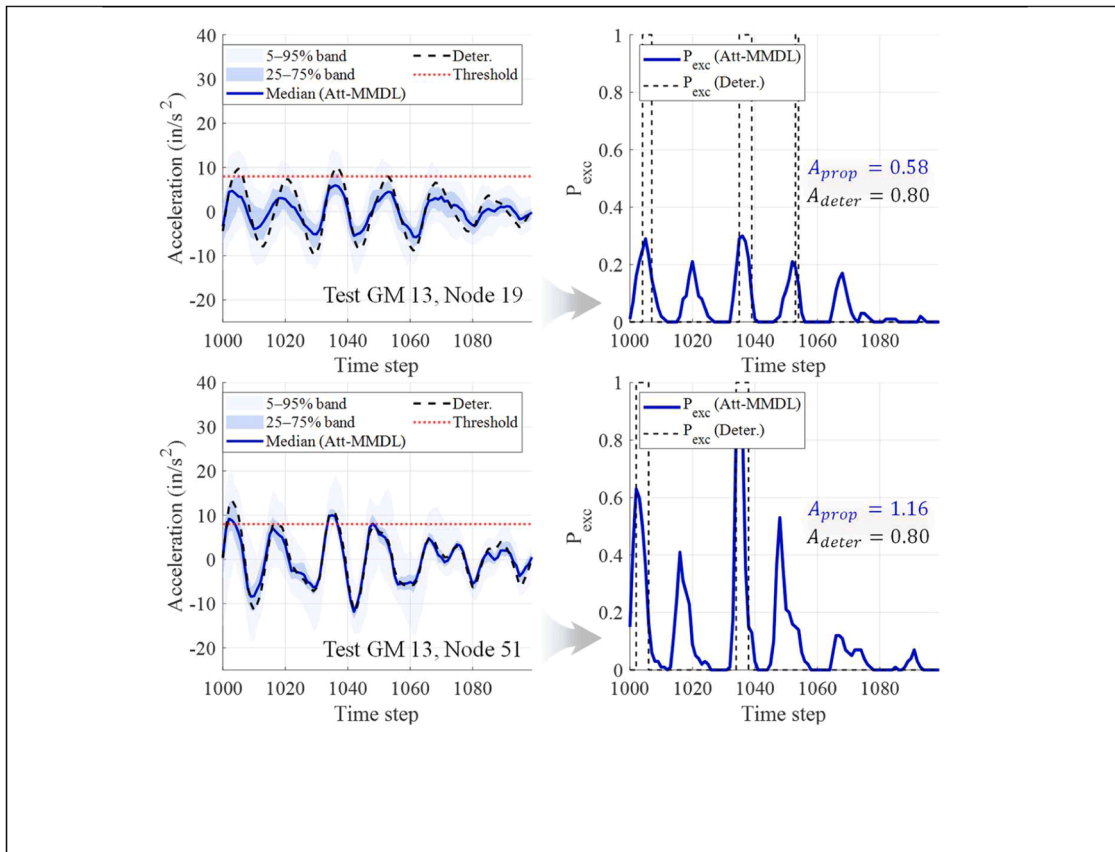 40
30
20
10
0
-10
-20
Acceleration (in/s²)
5–95% band
25–75% band
Median (Att-MMDL)
Deter.
Threshold
Test GM 13, Node 19
1000 1020 1040 1060 1080
Time step
1
0.8
0.6
0.4
0.2
0
P_exc
P_exc (Att-MMDL)
P_exc (Deter.)
A_prop = 0.58
A_deter = 0.80
1000 1020 1040 1060 1080
Time step
40
30
20
10
0
-10
-20
Acceleration (in/s²)
5–95% band
25–75% band
Median (Att-MMDL)
Deter.
Threshold
Test GM 13, Node 51
1000 1020 1040 1060 1080
Time step
1
0.8
0.6
0.4
0.2
0
P_exc
P_exc (Att-MMDL)
P_exc (Deter.)
A_prop = 1.16
A_deter = 0.80
1000 1020 1040 1060 1080
Time step